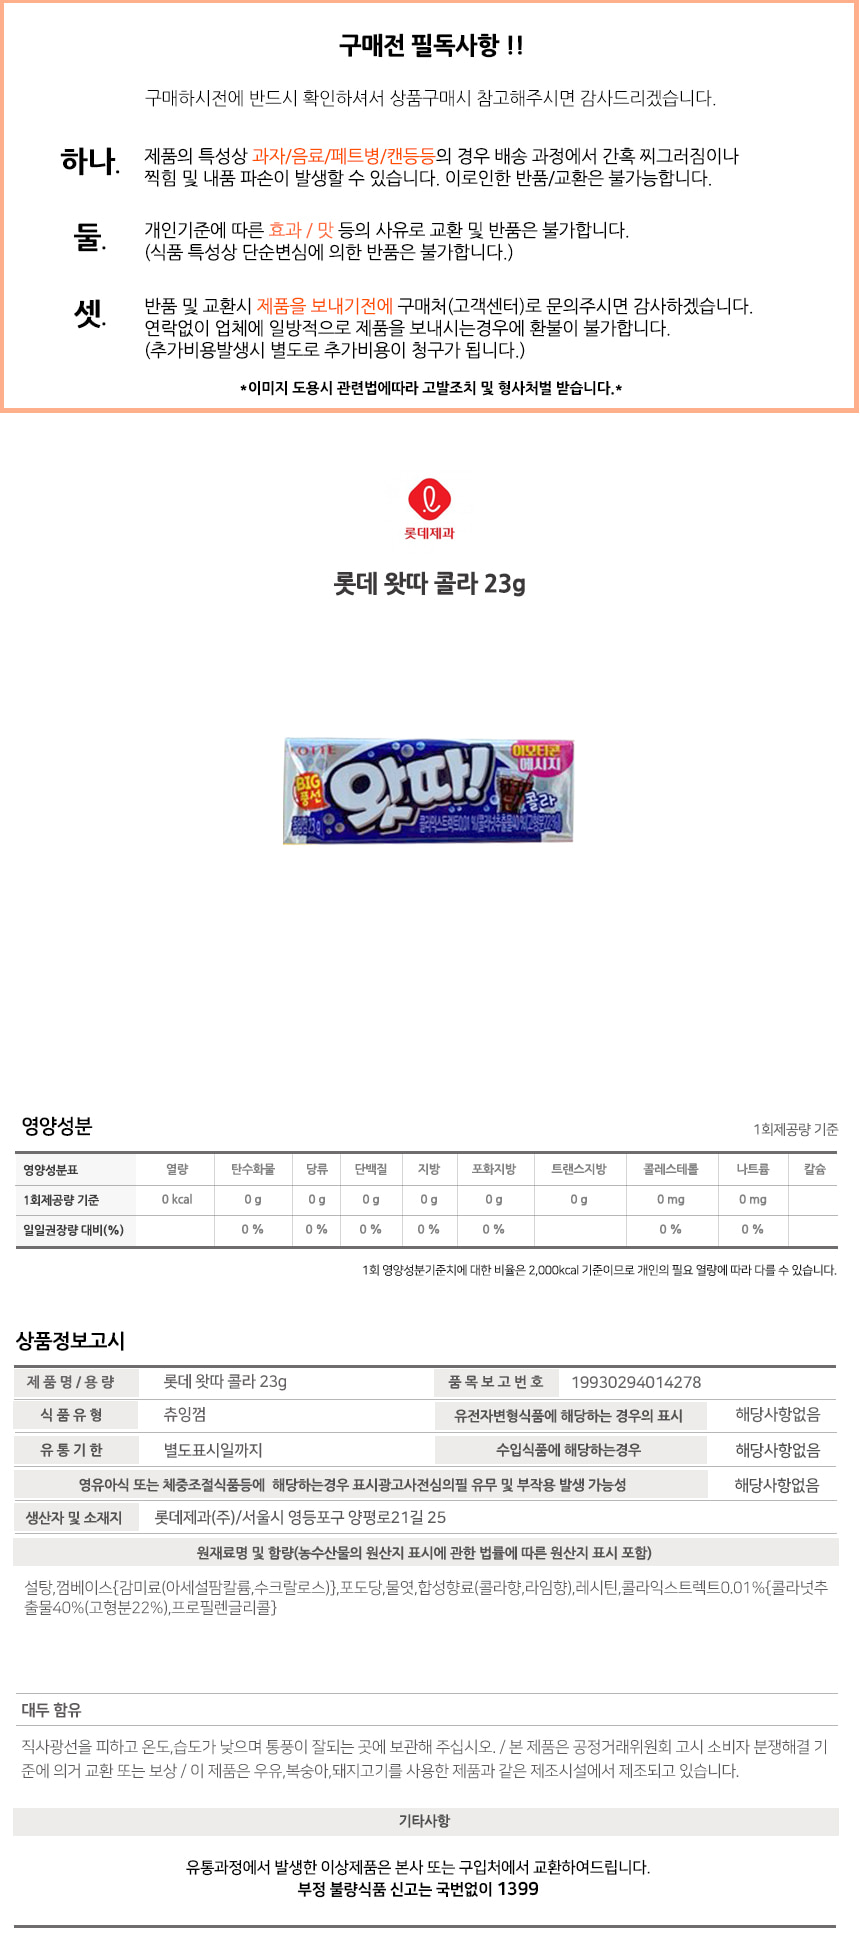 구매전 필독사항 !!
구매하시전에 반드시 확인하셔서 상품구매시 참고해주시면 감사드리겠습니다.
하나. 제품의 특성상 과자/음료/페트병/캔등등의 경우 배송 과정에서 간혹 찌그러짐이나
찍힘 및 내품 파손이 발생할 수 있습니다. 이로인한 반품/교환은 불가능합니다.
둘. 개인기준에 따른 효과 / 맛 등의 사유로 교환 및 반품은 불가합니다.
(식품 특성상 단순변심에 의한 반품은 불가합니다.)
셋. 반품 및 교환시 제품을 보내기전에 구매처(고객센터)로 문의주시면 감사하겠습니다.
연락없이 업체에 일방적으로 제품을 보내시는경우에 환불이 불가합니다.
(추가비용발생시 별도로 추가비용이 청구가 됩니다.)
*이미지 도용시 관련법에따라 고발조치 및 형사처벌 받습니다.*
롯데제과
롯데 왓따 콜라 23g
LOTTE
이모티콘
메시지
BIG
풍선
왓따!
콜라
콜라익스트렉트0.01%(콜라넛추출물40%(고형분22%))
영양성분
1회제공량 기준
영양성분표 열량 탄수화물 당류 단백질 지방 포화지방 트랜스지방 콜레스테롤 나트륨 칼슘
1회제공량 기준 0 kcal 0 g 0 g 0 g 0 g 0 g 0 g 0 mg 0 mg
일일권장량 대비(%) 0 % 0 % 0 % 0 % 0 % 0 % 0 %
1회 영양성분기준치에 대한 비율은 2,000kcal 기준이므로 개인의 필요 열량에 따라 다를 수 있습니다.
상품정보고시
제 품 명 / 용 량 롯데 왓따 콜라 23g 품 목 보 고 번 호 19930294014278
식 품 유 형 츄잉껌 유전자변형식품에 해당하는 경우의 표시 해당사항없음
유 통 기 한 별도표시일까지 수입식품에 해당하는경우 해당사항없음
영유아식 또는 체중조절식품등에 해당하는경우 표시광고사전심의필 유무 및 부작용 발생 가능성 해당사항없음
생산자 및 소재지 롯데제과(주)/서울시 영등포구 양평로21길 25
원재료명 및 함량(농수산물의 원산지 표시에 관한 법률에 따른 원산지 표시 포함)
설탕,껌베이스{감미료(아세설팜칼륨,수크랄로스)},포도당,물엿,합성향료(콜라향,라임향),레시틴,콜라익스트렉트0.01%{콜라넛추
출물40%(고형분22%),프로필렌글리콜}
대두 함유
직사광선을 피하고 온도,습도가 낮으며 통풍이 잘되는 곳에 보관해 주십시오. / 본 제품은 공정거래위원회 고시 소비자 분쟁해결 기
준에 의거 교환 또는 보상 / 이 제품은 우유,복숭아,돼지고기를 사용한 제품과 같은 제조시설에서 제조되고 있습니다.
기타사항
유통과정에서 발생한 이상제품은 본사 또는 구입처에서 교환하여드립니다.
부정 불량식품 신고는 국번없이 1399